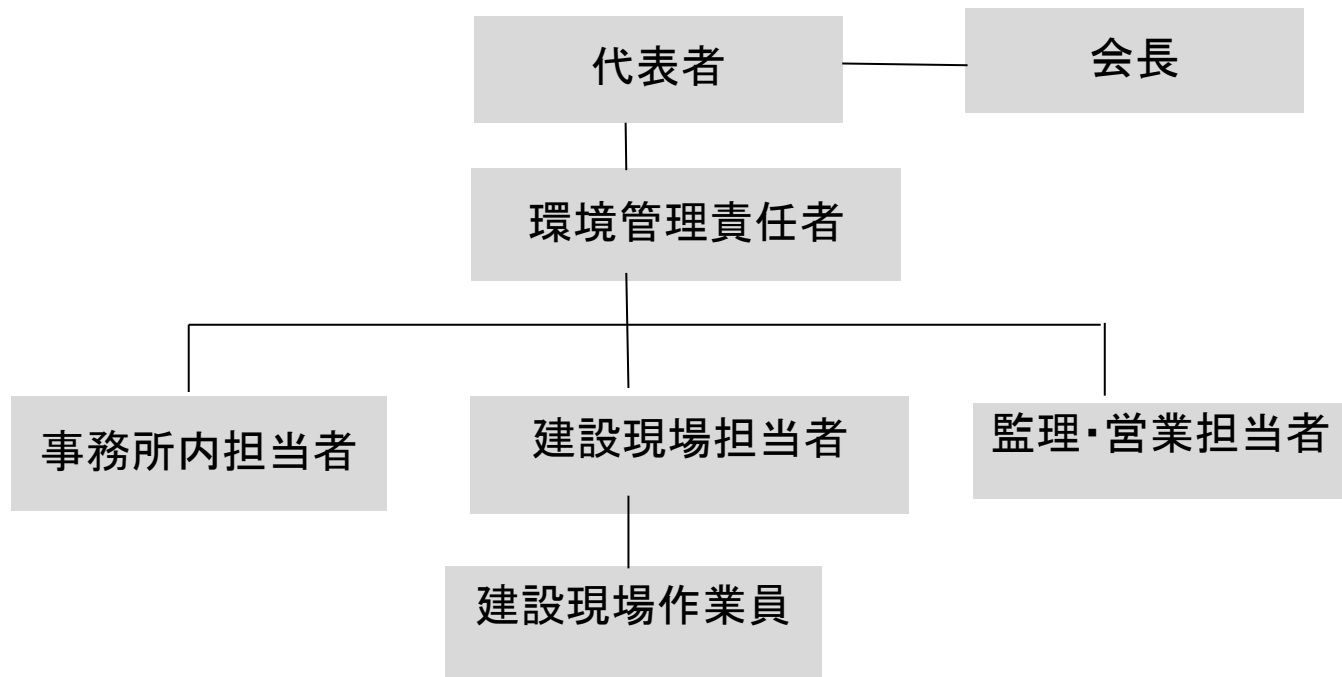 代表者
会長
環境管理責任者
事務所内担当者
建設現場担当者
監理・営業担当者
建設現場作業員